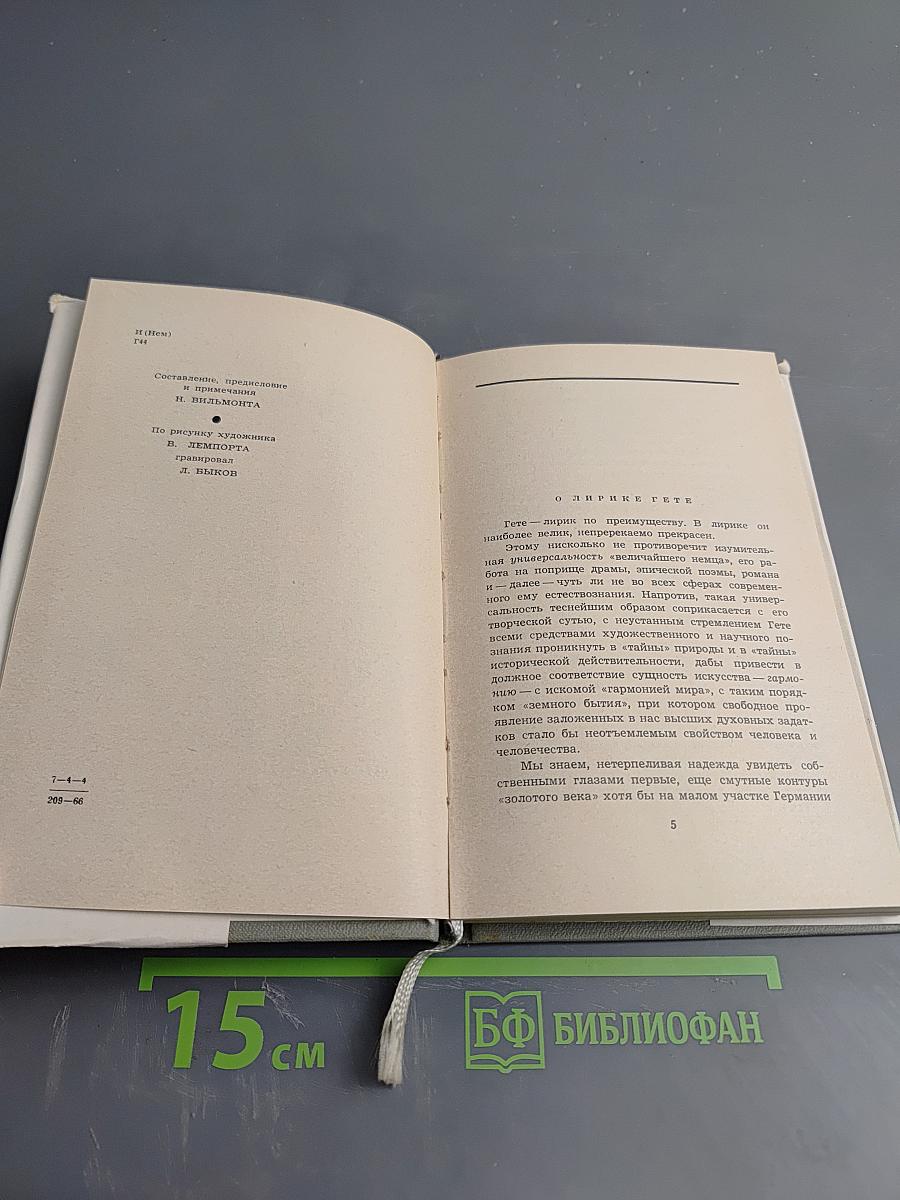 И (Нем)
Г44
Составление, предисловие
и примечания
Н. ВИЛЬМОНТА
По рисунку художника
В. ЛЕМПОРТА
гравировал
Л. БЫКОВ
7—4—4
209—66
О ЛИРИКЕ ГЕТЕ
Гете — лирик по преимуществу. В лирике он
наиболее велик, непререкаемо прекрасен.
Этому нисколько не противоречит изумитель-
ная универсальность «величайшего немца», его ра-
бота на поприще драмы, эпической поэмы, романа
и — далее — чуть ли не во всех сферах современ-
ного ему естествознания. Напротив, такая универ-
сальность теснейшим образом соприкасается с его
творческой сутью, с неустанным стремлением Гете
всеми средствами художественного и научного по-
знания проникнуть в «тайны» природы и в «тайны»
исторической действительности, дабы привести в
должное соответствие сущность искусства — гармо-
нию — с искомой «гармонией мира», с таким поряд-
ком «земного бытия», при котором свободное про-
явление заложенных в нас высших духовных задат-
ков стало бы неотъемлемым свойством человека и
человечества.
Мы знаем, нетерпеливая надежда увидеть соб-
ственными глазами первые, еще смутные контуры
«золотого века» хотя бы на малом участке Германии
5
15 см
БФ БИБЛИОФАН